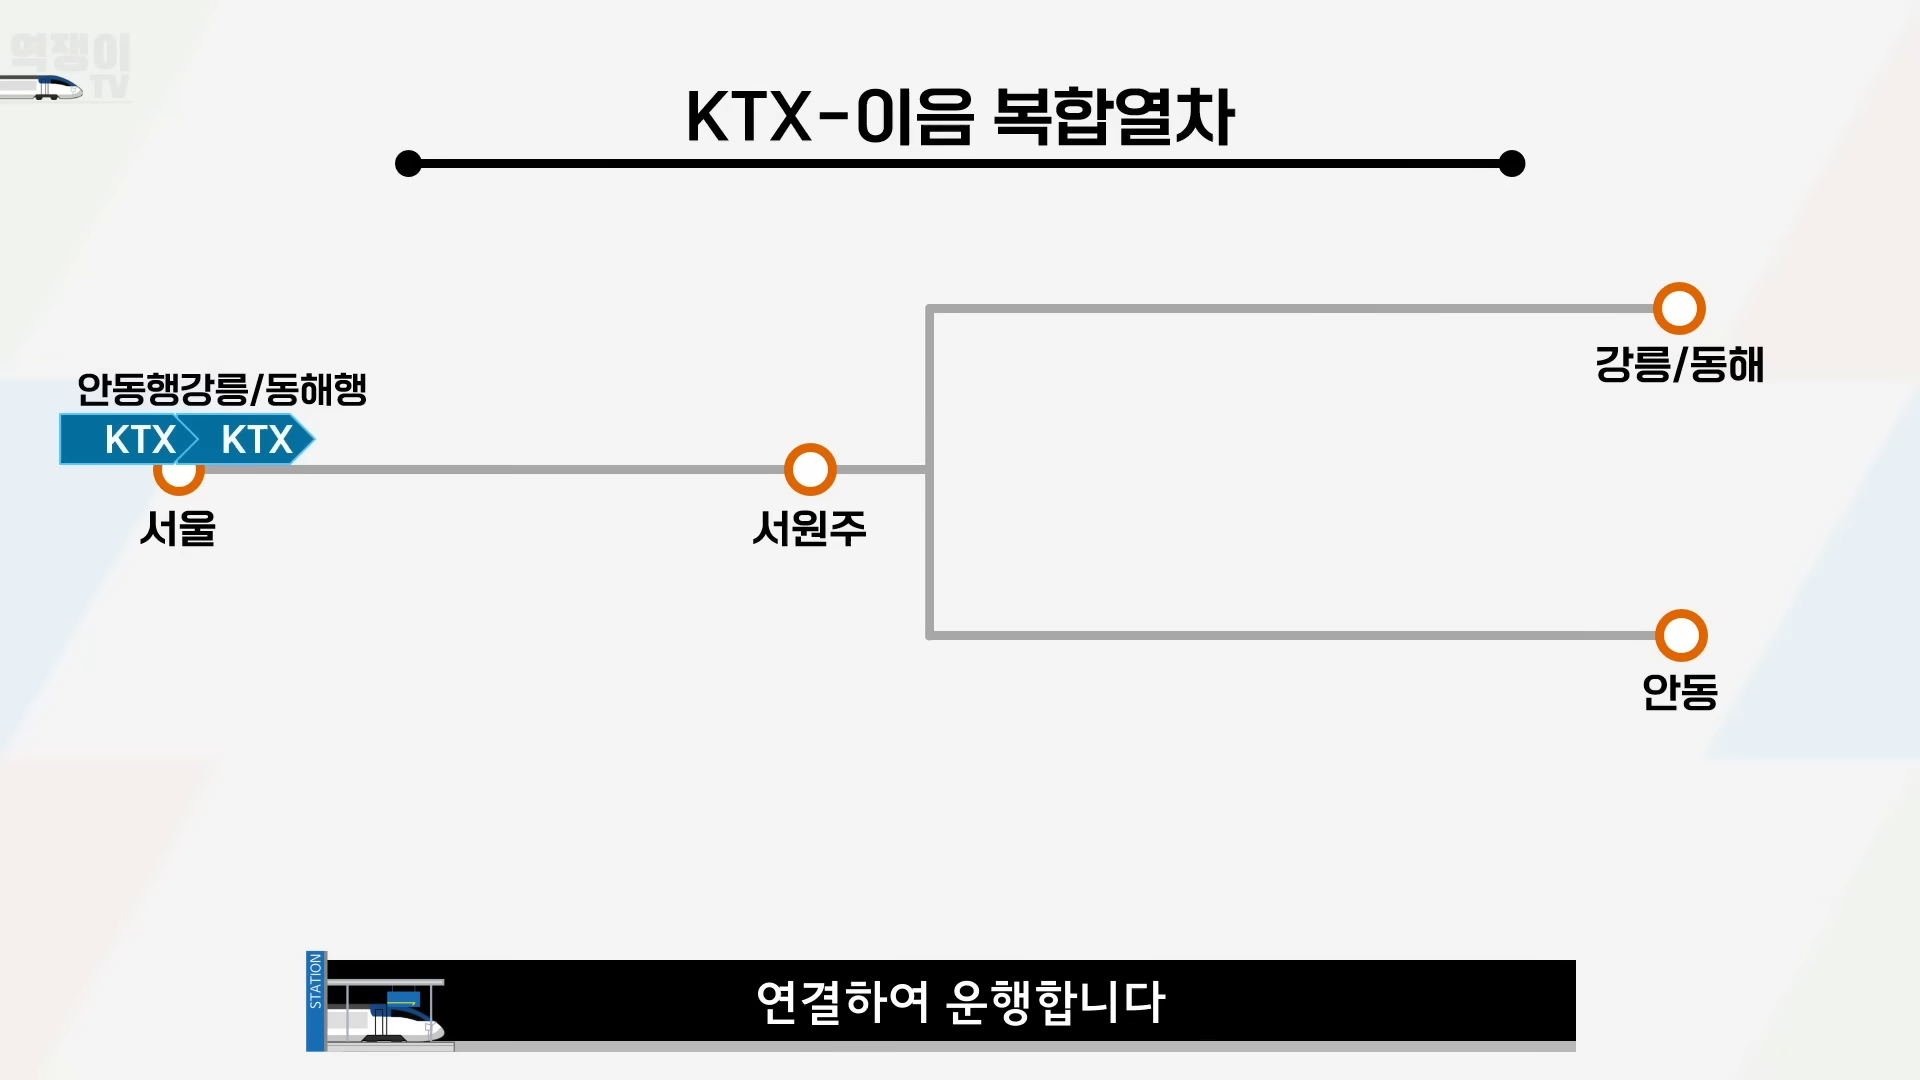 역쟁이
TV
KTX-이음 복합열차
강릉/동해
안동행강릉/동해행
KTX KTX
서울
서원주
안동
STATION
연결하여 운행합니다